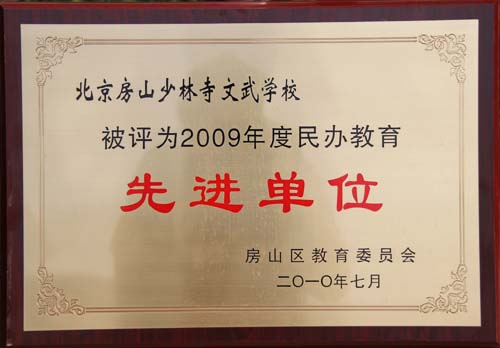 北京房山少林寺文武学校
被评为2009年度民办教育
先进单位
房山区教育委员会
二〇一〇年七月